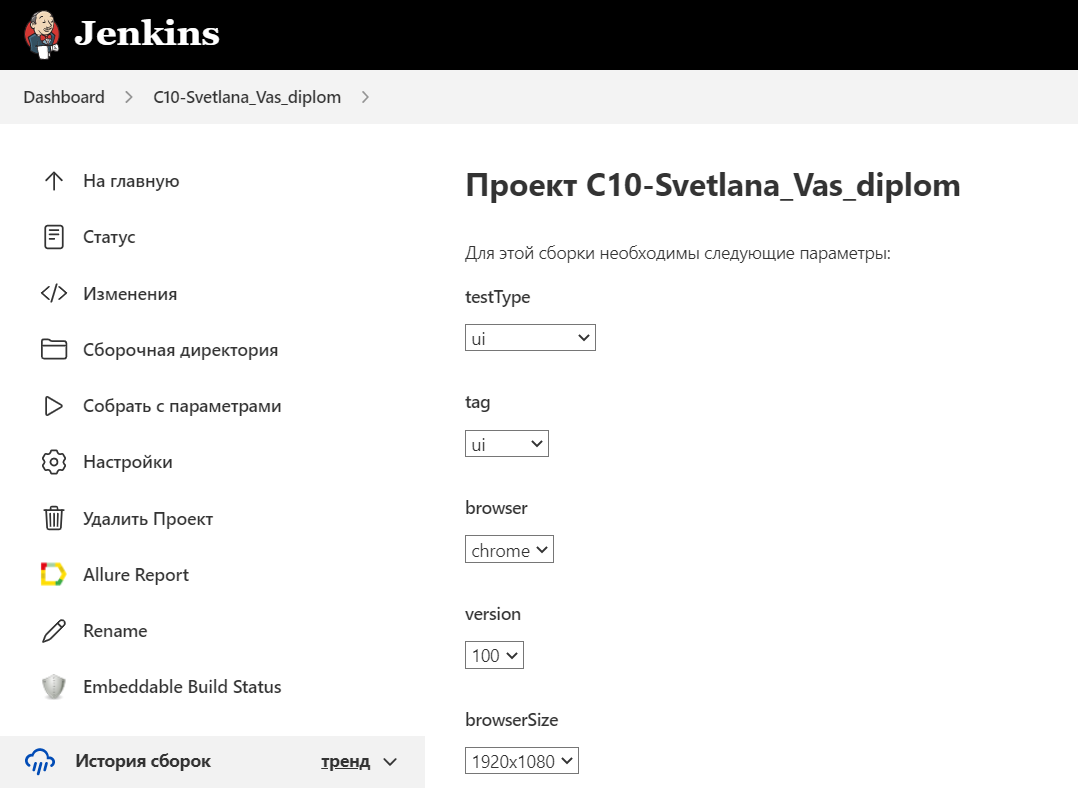 Jenkins
Dashboard
C10-Svetlana_Vas_diplom
На главную
Статус
Изменения
Сборочная директория
Собрать с параметрами
Настройки
Удалить Проект
Allure Report
Rename
Embeddable Build Status
История сборок
тренд
Проект C10-Svetlana_Vas_diplom
Для этой сборки необходимы следующие параметры:
testType
ui
tag
ui
browser
chrome
version
100
browserSize
1920x1080